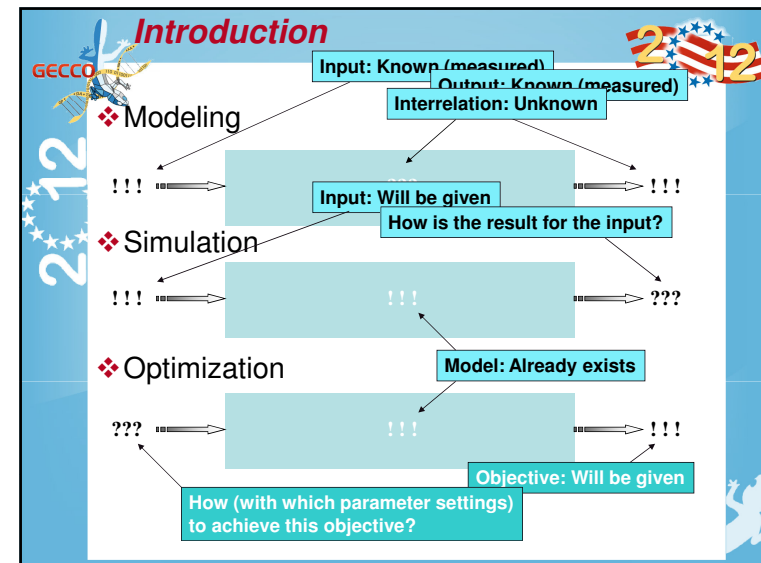 Introduction
GECCO
2012
2012
Input: Known (measured)
Output: Known (measured)
Interrelation: Unknown
Modeling
! ! ! ??? ! ! !
Input: Will be given
How is the result for the input?
Simulation
! ! ! ! ! ! ???
Model: Already exists
Optimization
??? ! ! ! ! ! !
Objective: Will be given
How (with which parameter settings)
to achieve this objective?